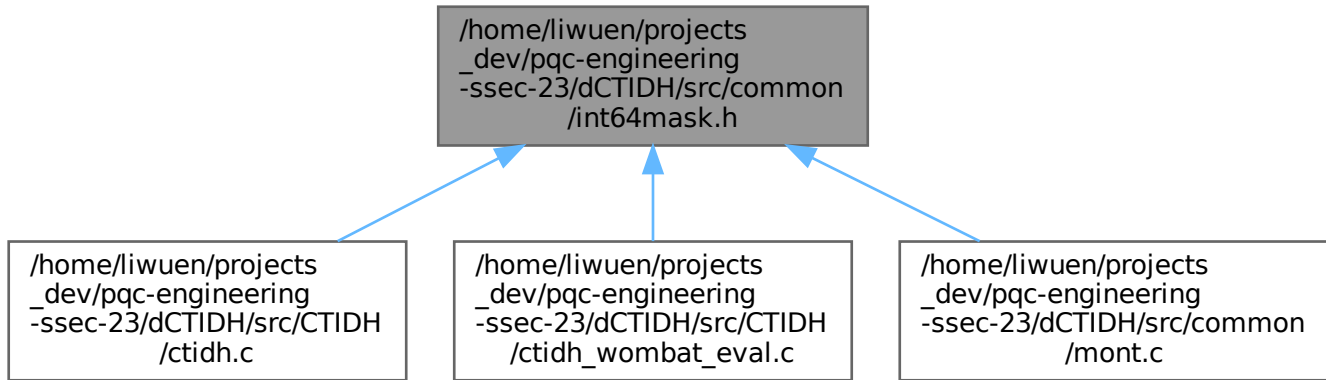 /home/liwuen/projects
_dev/pqc-engineering
-ssec-23/dCTIDH/src/common
/int64mask.h
/home/liwuen/projects
_dev/pqc-engineering
-ssec-23/dCTIDH/src/CTIDH
/ctidh.c
/home/liwuen/projects
_dev/pqc-engineering
-ssec-23/dCTIDH/src/CTIDH
/ctidh_wombat_eval.c
/home/liwuen/projects
_dev/pqc-engineering
-ssec-23/dCTIDH/src/common
/mont.c